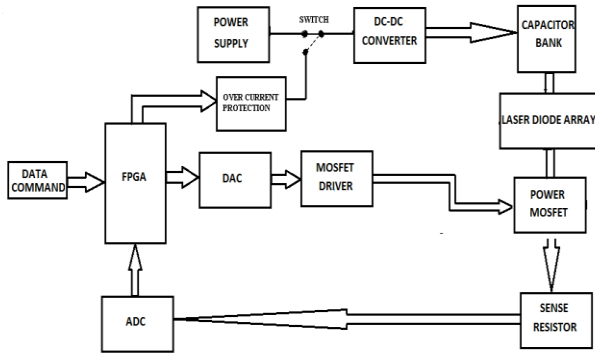 POWER
SUPPLY
SWITCH
DC-DC
CONVERTER
CAPACITOR
BANK
OVER CURRENT
PROTECTION
LASER DIODE ARRAY
DATA
COMMAND
FPGA
DAC
MOSFET
DRIVER
POWER
MOSFET
ADC
SENSE
RESISTOR